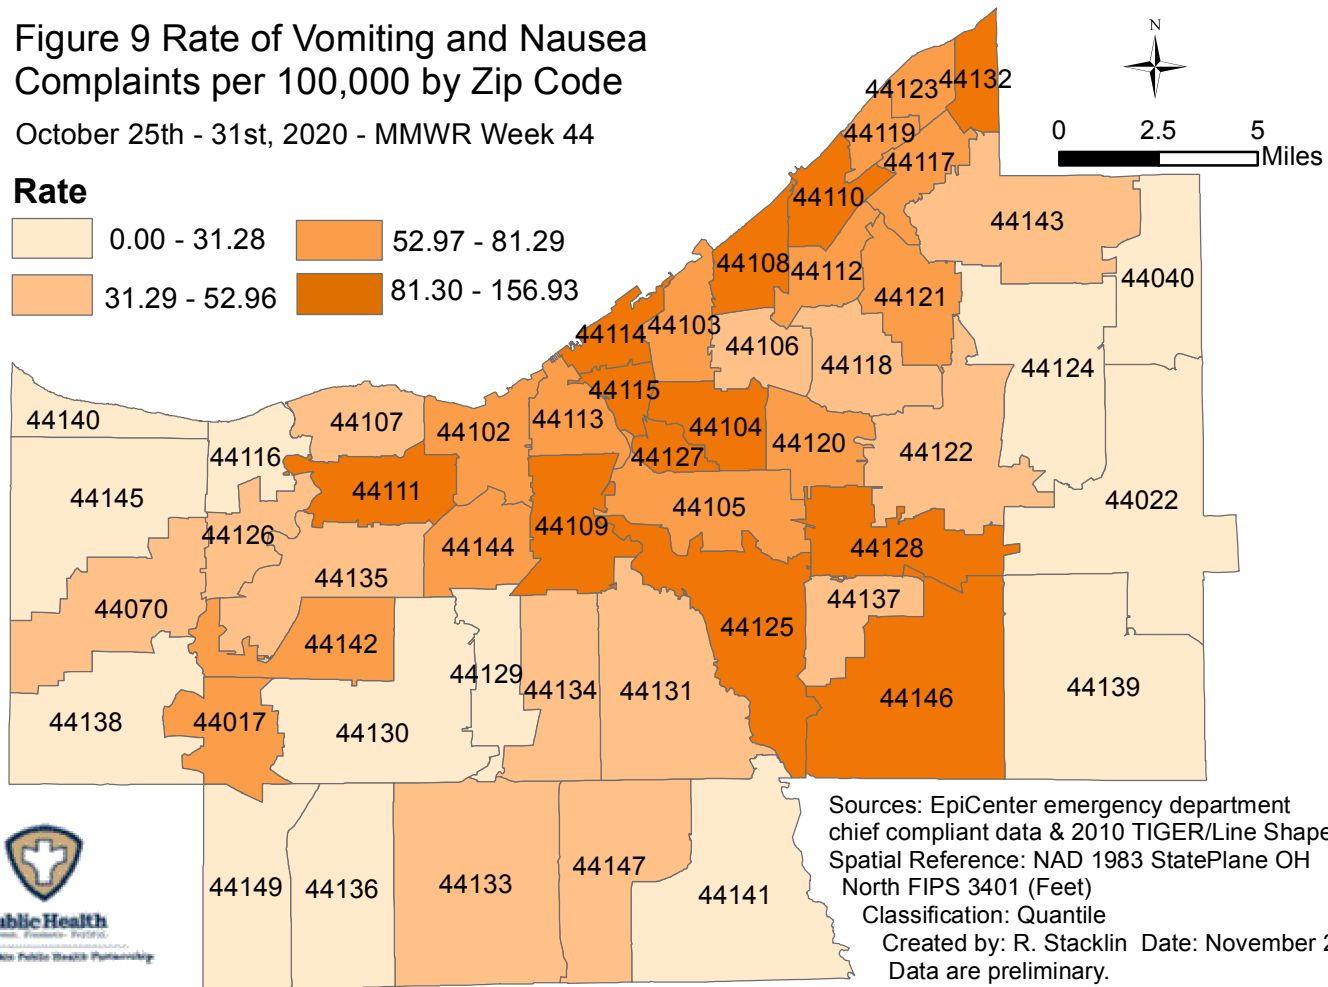 Figure 9 Rate of Vomiting and Nausea
Complaints per 100,000 by Zip Code
October 25th - 31st, 2020 - MMWR Week 44
Rate
0.00 - 31.28
52.97 - 81.29
31.29 - 52.96
81.30 - 156.93
N
0 2.5 5
Miles
44132
44123
44119
44117
44110
44143
44108
44112
44040
44121
44114
44103
44106
44118
44124
44115
44140
44107
44102
44113
44104
44120
44122
44116
44127
44111
44145
44022
44105
44109
44126
44144
44128
44135
44070
44137
44125
44142
44129
44134
44131
44146
44139
44138
44017
44130
44149
44136
44133
44147
44141
Sources: EpiCenter emergency department
chief compliant data & 2010 TIGER/Line Shape
Spatial Reference: NAD 1983 StatePlane OH
North FIPS 3401 (Feet)
Classification: Quantile
Created by: R. Stacklin Date: November 2
Data are preliminary.
ublic Health
Public Health Partnership